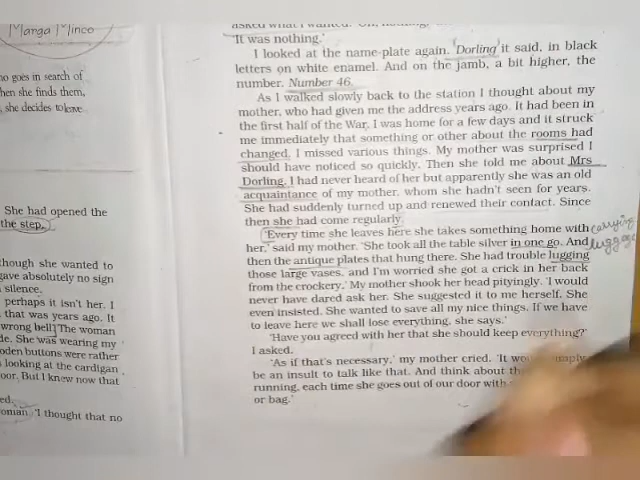 Marga Minco
no goes in search of
hen she finds them,
, she decides to leave
She had opened the
the step.
though she wanted to
gave absolutely no sign
silence.
perhaps it isn't her. I
that was years ago. It
wrong bell] The woman
de. She was wearing my
oden buttons were rather
looking at the cardigan
oor. But I knew now that
ed.
oman. 'I thought that no
asked what I wanted.
'It was nothing.'
I looked at the name-plate again. 'Dorling' it said, in black
letters on white enamel. And on the jamb, a bit higher, the
number. Number 46.
As I walked slowly back to the station I thought about my
mother, who had given me the address years ago. It had been in
the first half of the War. I was home for a few days and it struck
me immediately that something or other about the rooms had
changed. I missed various things. My mother was surprised I
should have noticed so quickly. Then she told me about Mrs
Dorling. I had never heard of her but apparently she was an old
acquaintance of my mother, whom she hadn't seen for years.
She had suddenly turned up and renewed their contact. Since
then she had come regularly.
'Every time she leaves here she takes something home with
her,' said my mother. 'She took all the table silver in one go. And
then the antique plates that hung there. She had trouble lugging
those large vases, and I'm worried she got a crick in her back
from the crockery.' My mother shook her head pityingly. 'I would
never have dared ask her. She suggested it to me herself. She
even insisted. She wanted to save all my nice things. If we have
to leave here we shall lose everything, she says.'
'Have you agreed with her that she should keep everything?'
I asked.
'As if that's necessary,' my mother cried. 'It would simply
be an insult to talk like that. And think about the
running, each time she goes out of our door with
or bag.'
carrying
luggage